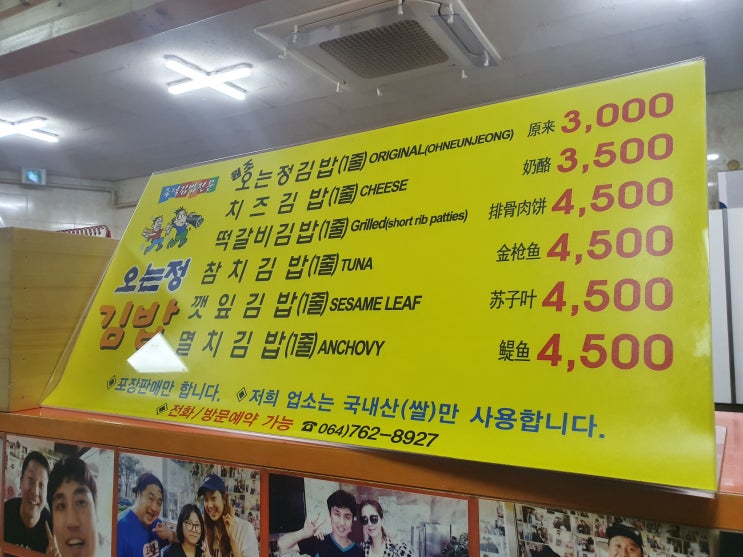 즉석김밥전문
오는정
김밥
오는정김밥(1줄) ORIGINAL(OHNEUNJEONG) 原来 3,000
치즈김밥(1줄) CHEESE 奶酪 3,500
떡갈비김밥(1줄) Grilled(short rib patties) 排骨肉饼 4,500
참치김밥(1줄) TUNA 金枪鱼 4,500
깻잎김밥(1줄) SESAME LEAF 苏子叶 4,500
멸치김밥(1줄) ANCHOVY 鳀鱼 4,500
◈포장판매만 합니다. ◈저희 업소는 국내산(쌀)만 사용합니다.
◈전화/방문예약 가능 ☎064)762-8927